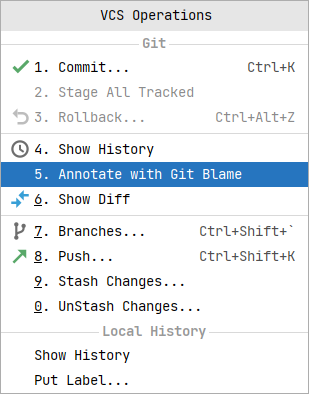 VCS Operations
Git
1. Commit... Ctrl+K
2. Stage All Tracked
3. Rollback... Ctrl+Alt+Z
4. Show History
5. Annotate with Git Blame
6. Show Diff
7. Branches... Ctrl+Shift+`
8. Push... Ctrl+Shift+K
9. Stash Changes...
0. UnStash Changes...
Local History
Show History
Put Label...